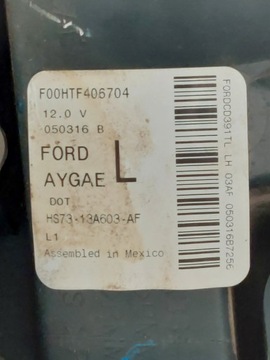 F00HTF406704
12.0 V
050316 B
FORD L
AYGAE
DOT
HS73-13A603-AF
L1
Assembled in Mexico
FORDCD391TL LH 03AF 050316B7256